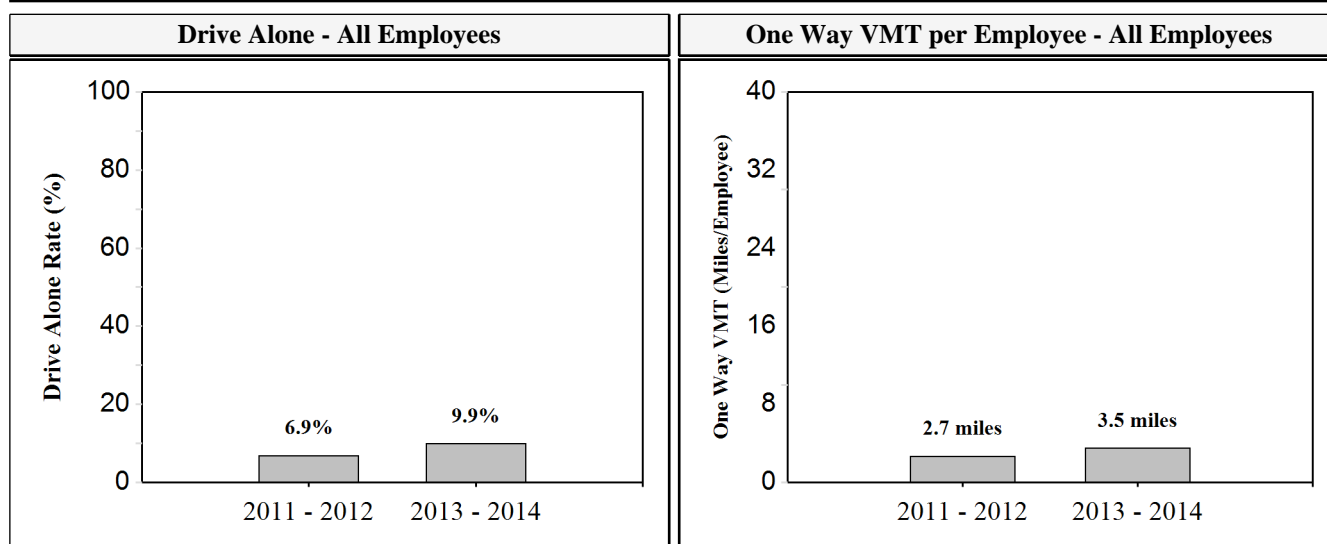 Drive Alone - All Employees
Drive Alone Rate (%)
100
80
60
40
20
0
6.9%
9.9%
2011 - 2012
2013 - 2014
One Way VMT per Employee - All Employees
One Way VMT (Miles/Employee)
40
32
24
16
8
0
2.7 miles
3.5 miles
2011 - 2012
2013 - 2014